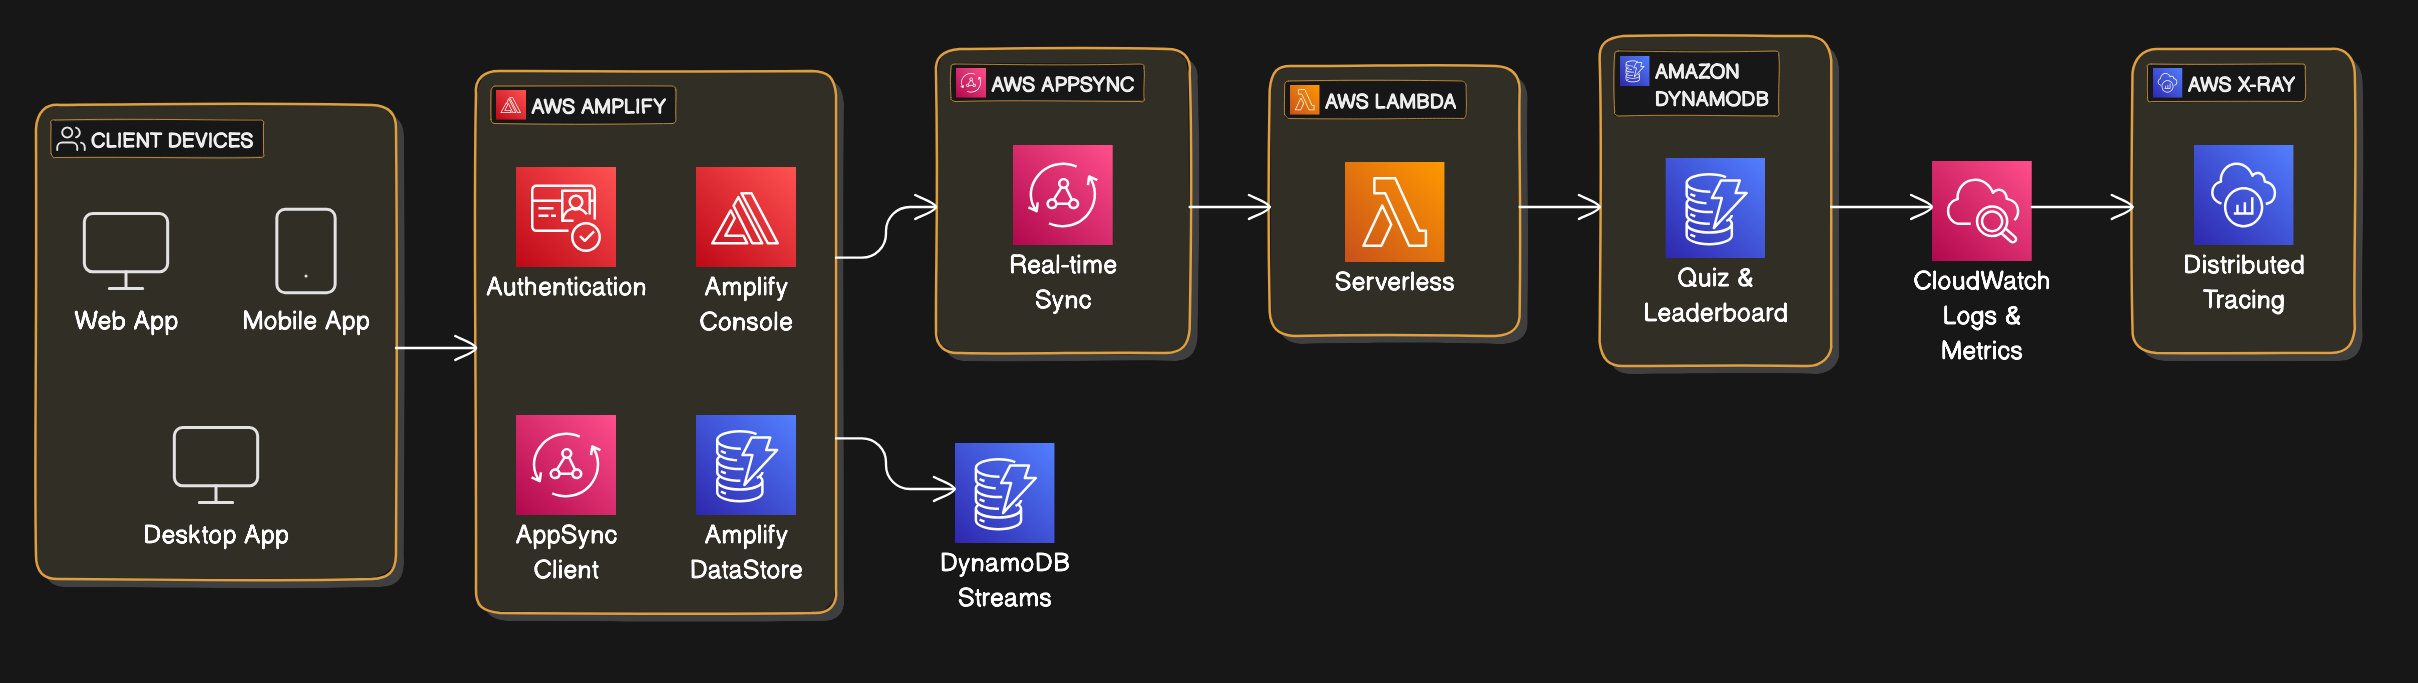 CLIENT DEVICES
Web App
Mobile App
Desktop App
AWS AMPLIFY
Authentication
Amplify
Console
AppSync
Client
Amplify
DataStore
AWS APPSYNC
Real-time
Sync
DynamoDB
Streams
AWS LAMBDA
Serverless
AMAZON
DYNAMODB
Quiz &
Leaderboard
CloudWatch
Logs &
Metrics
AWS X-RAY
Distributed
Tracing